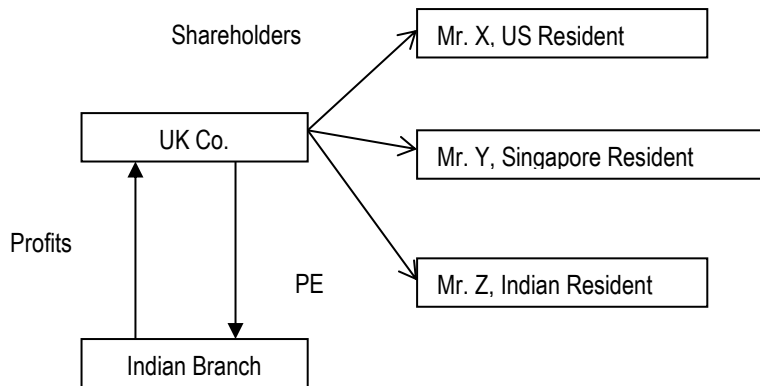 Shareholders
Mr. X, US Resident
UK Co.
Mr. Y, Singapore Resident
Profits
PE
Mr. Z, Indian Resident
Indian Branch